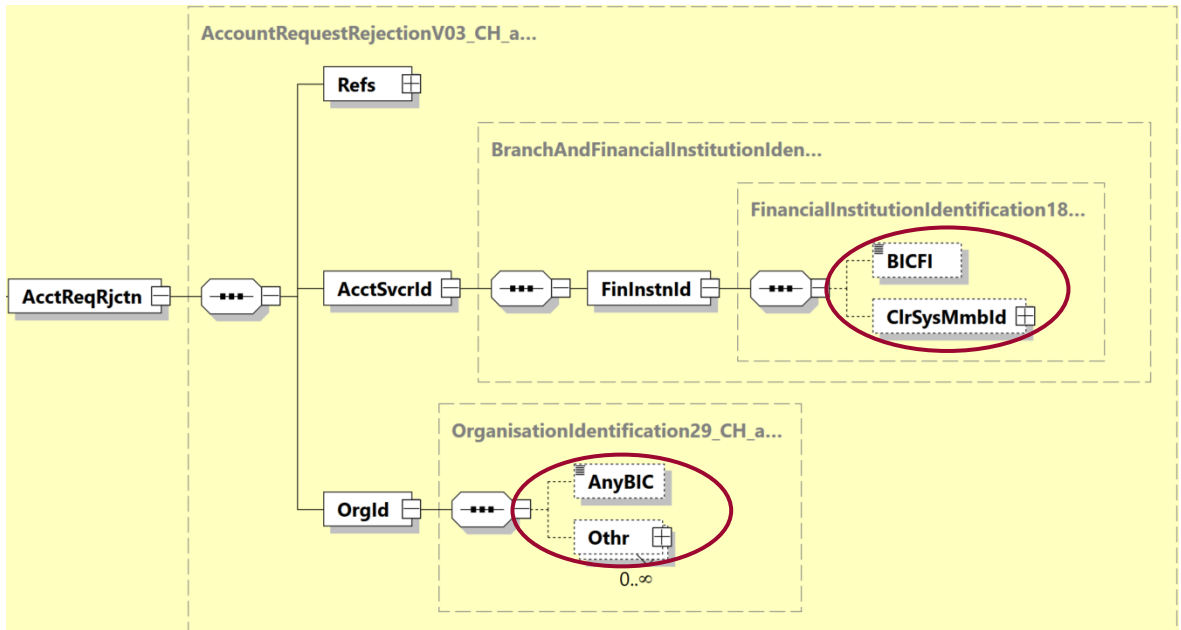 AccountRequestRejectionV03_CH_a...
Refs
BranchAndFinancialInstitutionIden...
FinancialInstitutionIdentification18...
BICFI
AcctReqRjctn
AcctSvcrId
FinInstnId
ClrSysMmbId
OrganisationIdentification29_CH_a...
AnyBIC
OrgId
Othr
0..∞